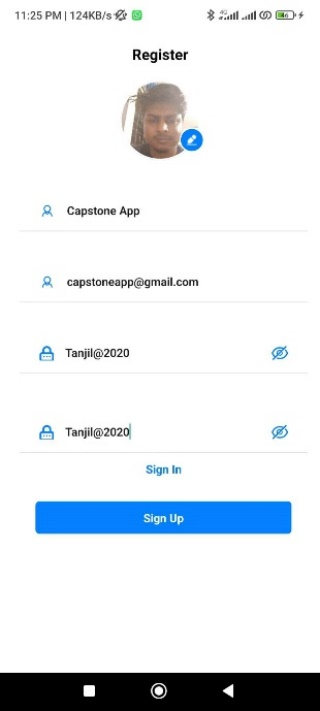 11:25 PM | 124KB/s
Register
Capstone App
capstoneapp@gmail.com
Tanjil@2020
Tanjil@2020
Sign In
Sign Up